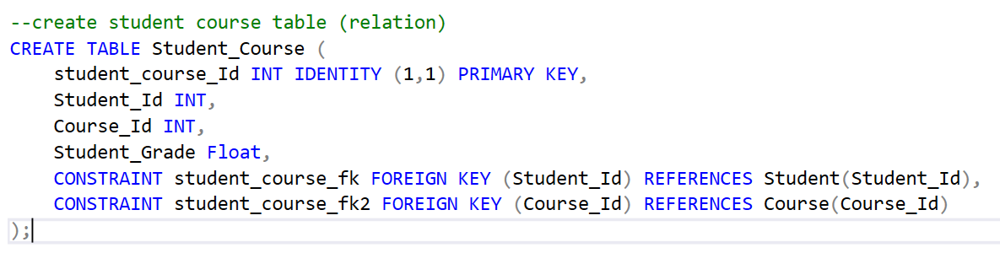 --create student course table (relation)
CREATE TABLE Student_Course (
    student_course_Id INT IDENTITY (1,1) PRIMARY KEY,
    Student_Id INT,
    Course_Id INT,
    Student_Grade Float,
    CONSTRAINT student_course_fk FOREIGN KEY (Student_Id) REFERENCES Student(Student_Id),
    CONSTRAINT student_course_fk2 FOREIGN KEY (Course_Id) REFERENCES Course(Course_Id)
);